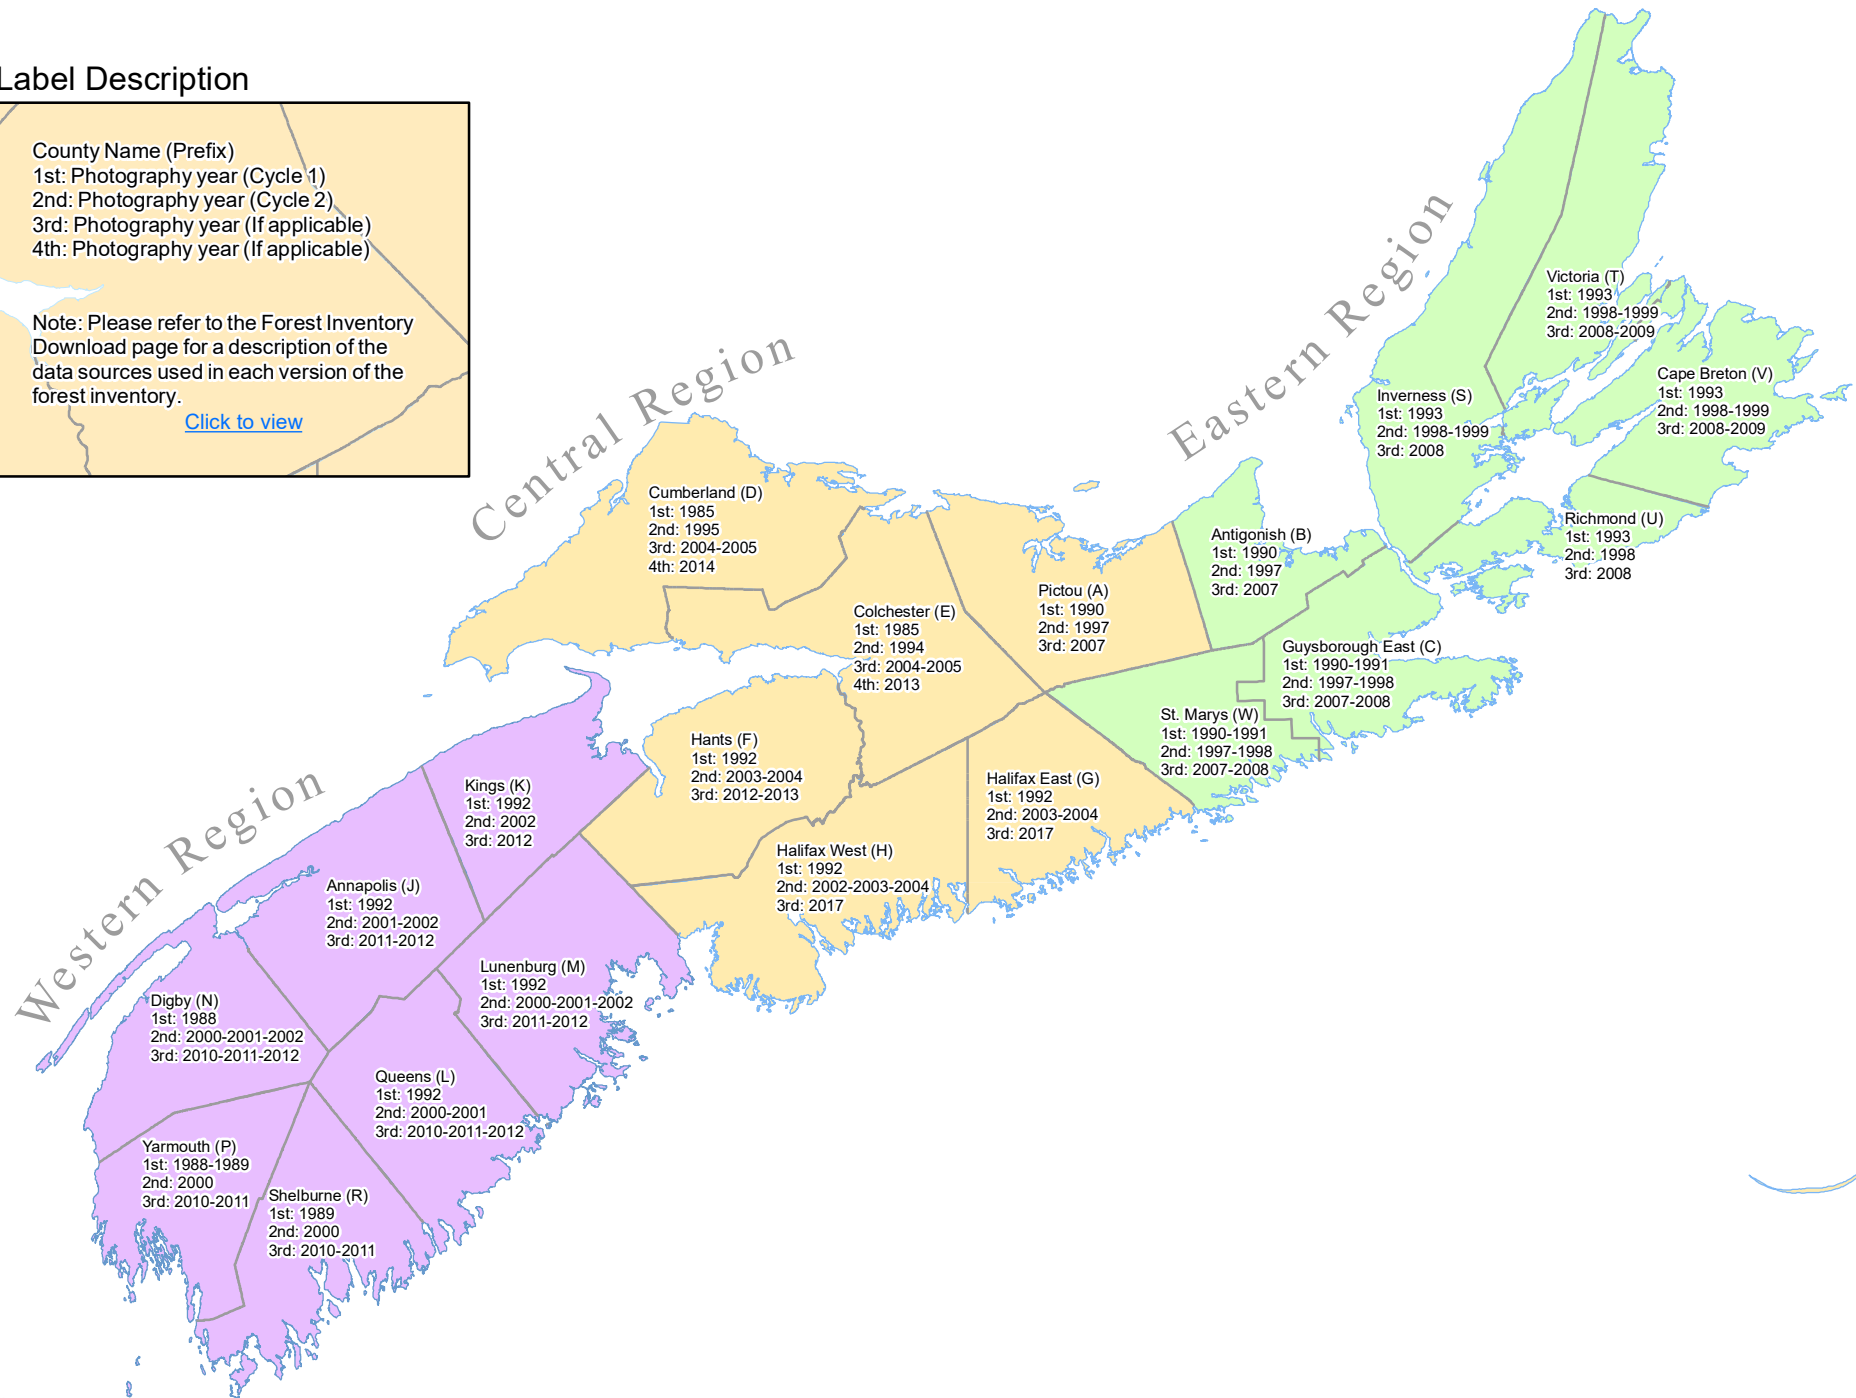 Label Description
County Name (Prefix)
1st: Photography year (Cycle 1)
2nd: Photography year (Cycle 2)
3rd: Photography year (If applicable)
4th: Photography year (If applicable)
Note: Please refer to the Forest Inventory
Download page for a description of the
data sources used in each version of the
forest inventory.
Click to view
Central Region
Eastern Region
Western Region
Victoria (T)
1st: 1993
2nd: 1998-1999
3rd: 2008-2009
Cape Breton (V)
1st: 1993
2nd: 1998-1999
3rd: 2008-2009
Inverness (S)
1st: 1993
2nd: 1998-1999
3rd: 2008
Richmond (U)
1st: 1993
2nd: 1998
3rd: 2008
Cumberland (D)
1st: 1985
2nd: 1995
3rd: 2004-2005
4th: 2014
Antigonish (B)
1st: 1990
2nd: 1997
3rd: 2007
Pictou (A)
1st: 1990
2nd: 1997
3rd: 2007
Colchester (E)
1st: 1985
2nd: 1994
3rd: 2004-2005
4th: 2013
Guysborough East (C)
1st: 1990-1991
2nd: 1997-1998
3rd: 2007-2008
St. Marys (W)
1st: 1990-1991
2nd: 1997-1998
3rd: 2007-2008
Hants (F)
1st: 1992
2nd: 2003-2004
3rd: 2012-2013
Halifax East (G)
1st: 1992
2nd: 2003-2004
3rd: 2017
Kings (K)
1st: 1992
2nd: 2002
3rd: 2012
Halifax West (H)
1st: 1992
2nd: 2002-2003-2004
3rd: 2017
Annapolis (J)
1st: 1992
2nd: 2001-2002
3rd: 2011-2012
Lunenburg (M)
1st: 1992
2nd: 2000-2001-2002
3rd: 2011-2012
Digby (N)
1st: 1988
2nd: 2000-2001-2002
3rd: 2010-2011-2012
Queens (L)
1st: 1992
2nd: 2000-2001
3rd: 2010-2011-2012
Yarmouth (P)
1st: 1988-1989
2nd: 2000
3rd: 2010-2011
Shelburne (R)
1st: 1989
2nd: 2000
3rd: 2010-2011